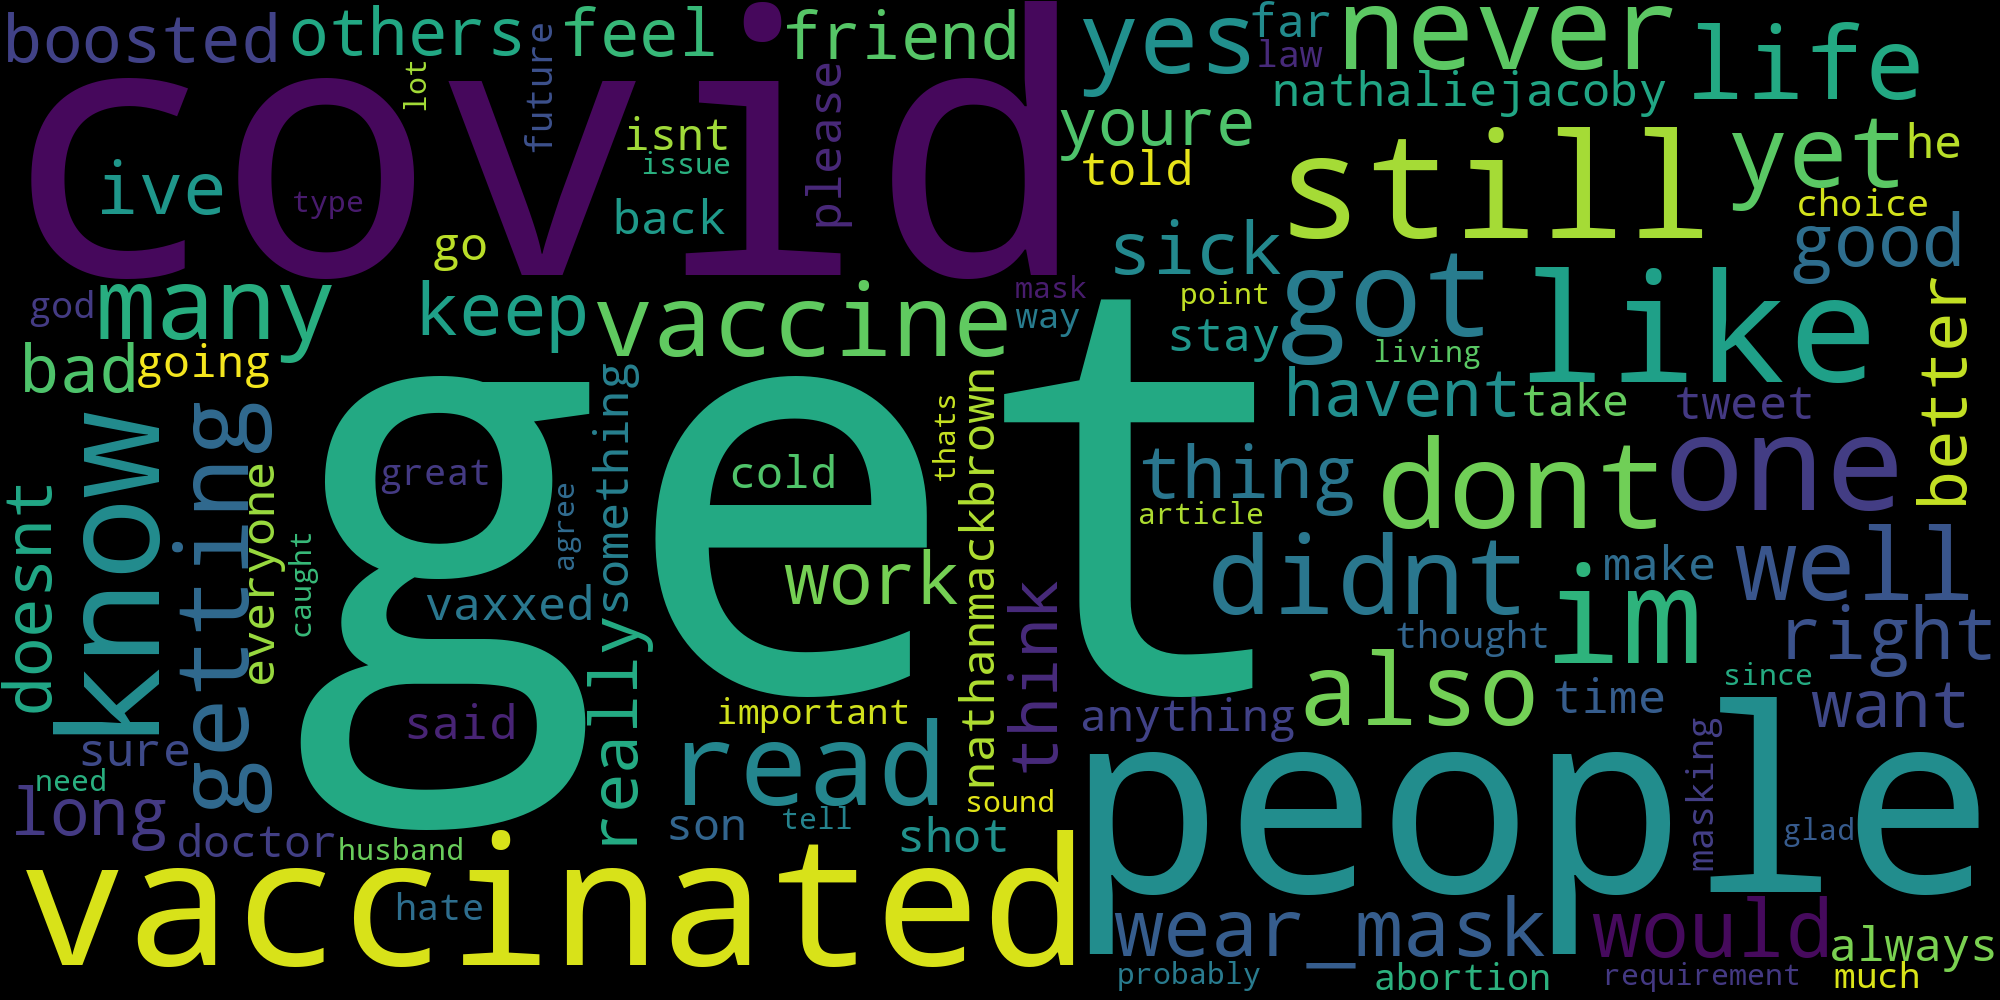 boosted
others
feel
friend
yes
far
law
never
life
covid
lot
future
please
isnt
issue
nathaliejacoby
youre
told
still
yet
he
ive
type
back
choice
good
go
sick
god
many
keep
vaccine
mask
way
point
stay
got
like
better
bad
going
living
havent
take
tweet
know
getting
everyone
get
great
something
cold
thats
nathanmackbrown
thing
article
dont
one
doesnt
caught
vaxxed
agree
work
think
didnt
make
well
thought
im
right
said
really
important
anything
also
time
since
want
sure
need
long
read
sound
people
masking
glad
doctor
husband
son
tell
shot
vaccinated
hate
wear_mask
would
always
probably
abortion
requirement
much